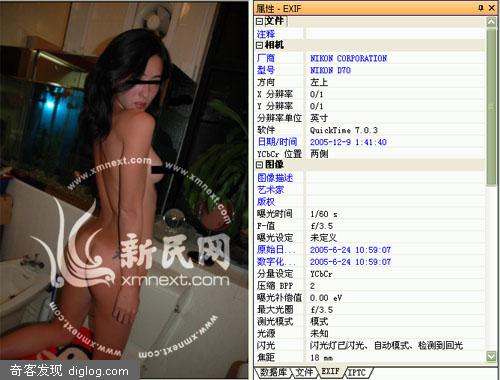 www.xmnext.com
www.xmnext.com
新民网
xmnext.com
www.xmnext.com
www.xmnext.com
奇客发现 diglog.com
属性 - EXIF
文件
注释
相机
厂商 NIKON CORPORATION
型号 NIKON D70
方向 左上
X 分辨率 0/1
Y 分辨率 0/1
分辨率单位 英寸
软件 QuickTime 7.0.3
日期/时间 2005-12-9 1:41:40
YCbCr 位置 两侧
图像
图像描述
艺术家
版权
曝光时间 1/60 s
F-值 f/3.5
曝光设定 未定义
原始日... 2005-6-24 10:59:07
数字化... 2005-6-24 10:59:07
分量设定 YCbCr
压缩 BPP 2
曝光补偿值 0.00 eV
最大光圈 f/3.5
测光模式 模式
光源 未知
闪光 闪光灯已闪光、自动模式、检测到回光
焦距 18 mm
数据库 文件 EXIF IPTC